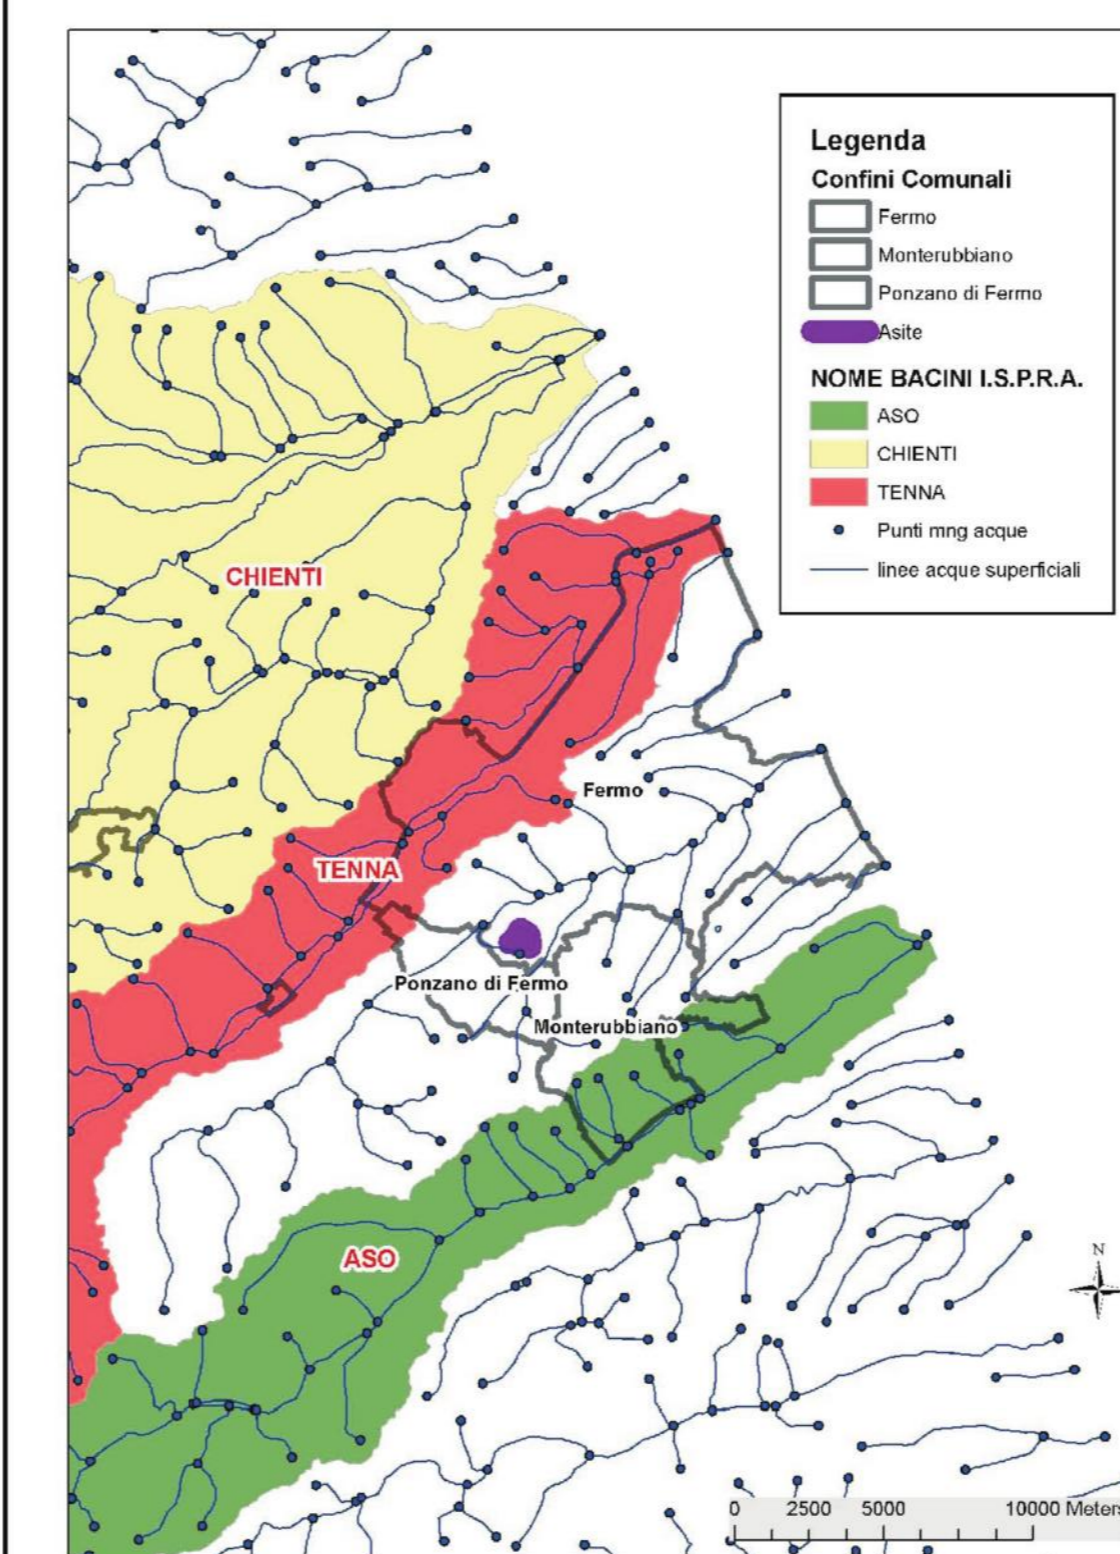 Legenda
Confini Comunali
Fermo
Monterubbiano
Ponzano di Fermo
Asite
NOME BACINI I.S.P.R.A.
ASO
CHIENTI
TENNA
Punti mng acque
linee acque superficiali
CHIENTI
Fermo
TENNA
Ponzano di Fermo
Monterubbiano
ASO
N
0 2500 5000 10000 Meters